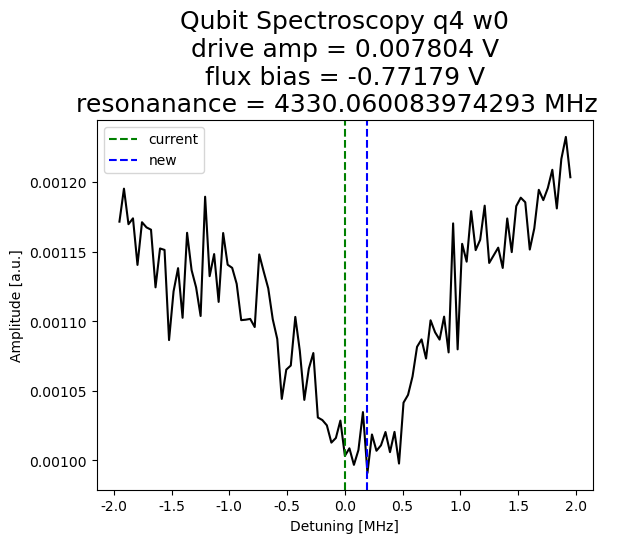 Qubit Spectroscopy q4 w0
drive amp = 0.007804 V
flux bias = -0.77179 V
resonanance = 4330.060083974293 MHz
current
new
0.00120
0.00115
0.00110
0.00105
0.00100
Amplitude [a.u.]
-2.0 -1.5 -1.0 -0.5 0.0 0.5 1.0 1.5 2.0
Detuning [MHz]